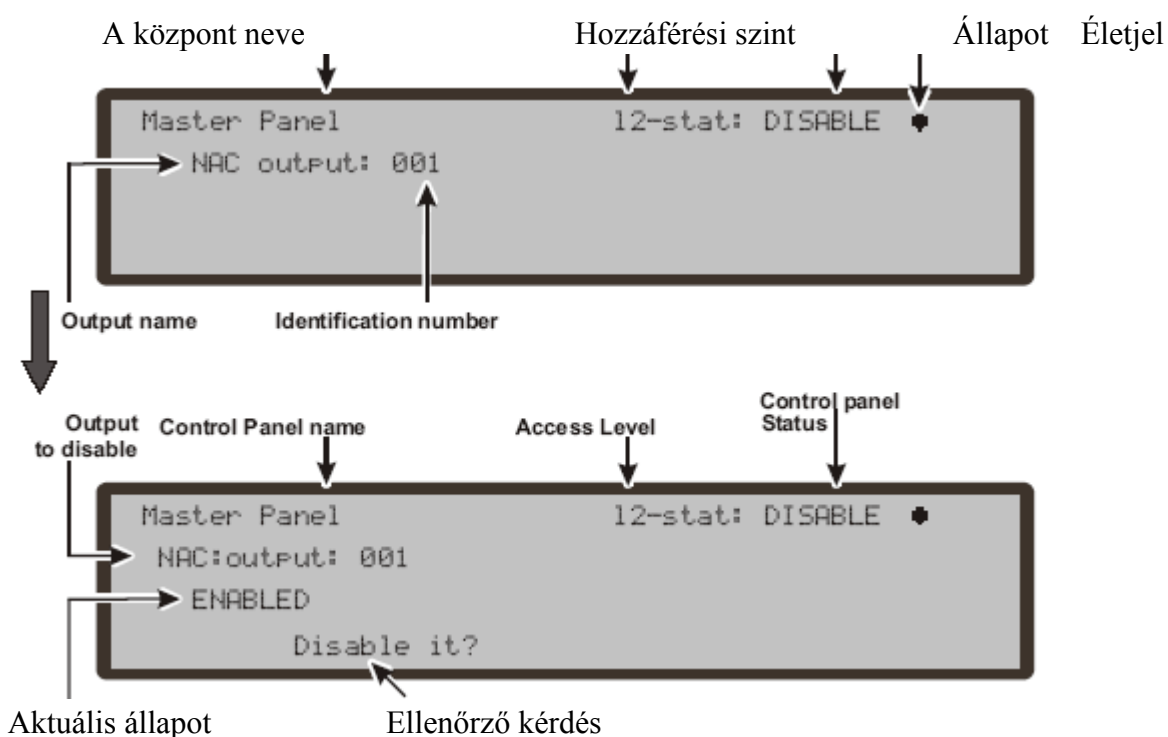 A központ neve Hozzáférési szint Állapot Életjel
Master Panel l2-stat: DISABLE
NAC output: 001
Output name Identification number
Output to disable
Control Panel name Access Level
Control panel Status
Master Panel l2-stat: DISABLE
NAC:output: 001
ENABLED
Disable it?
Aktuális állapot Ellenőrző kérdés